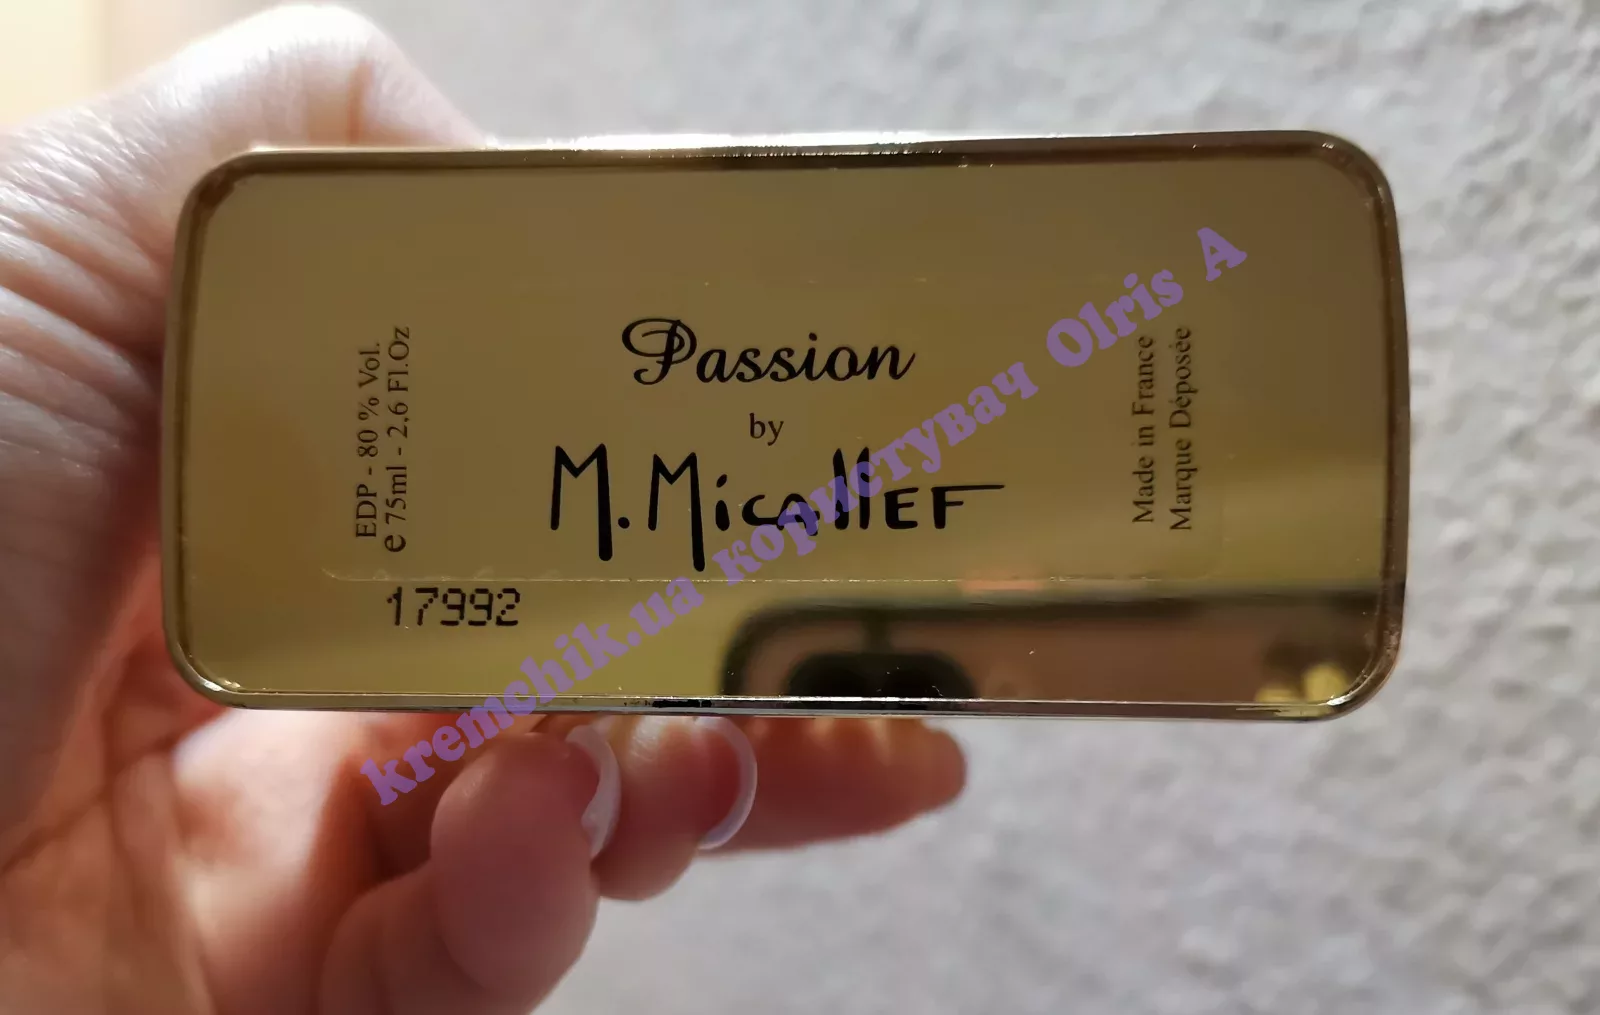 Passion
by
M. MicallEF
EDP - 80 % Vol.
e 75ml - 2,6 Fl.Oz
17992
Made in France
Marque Déposée
kremchik.ua користувач Olris A